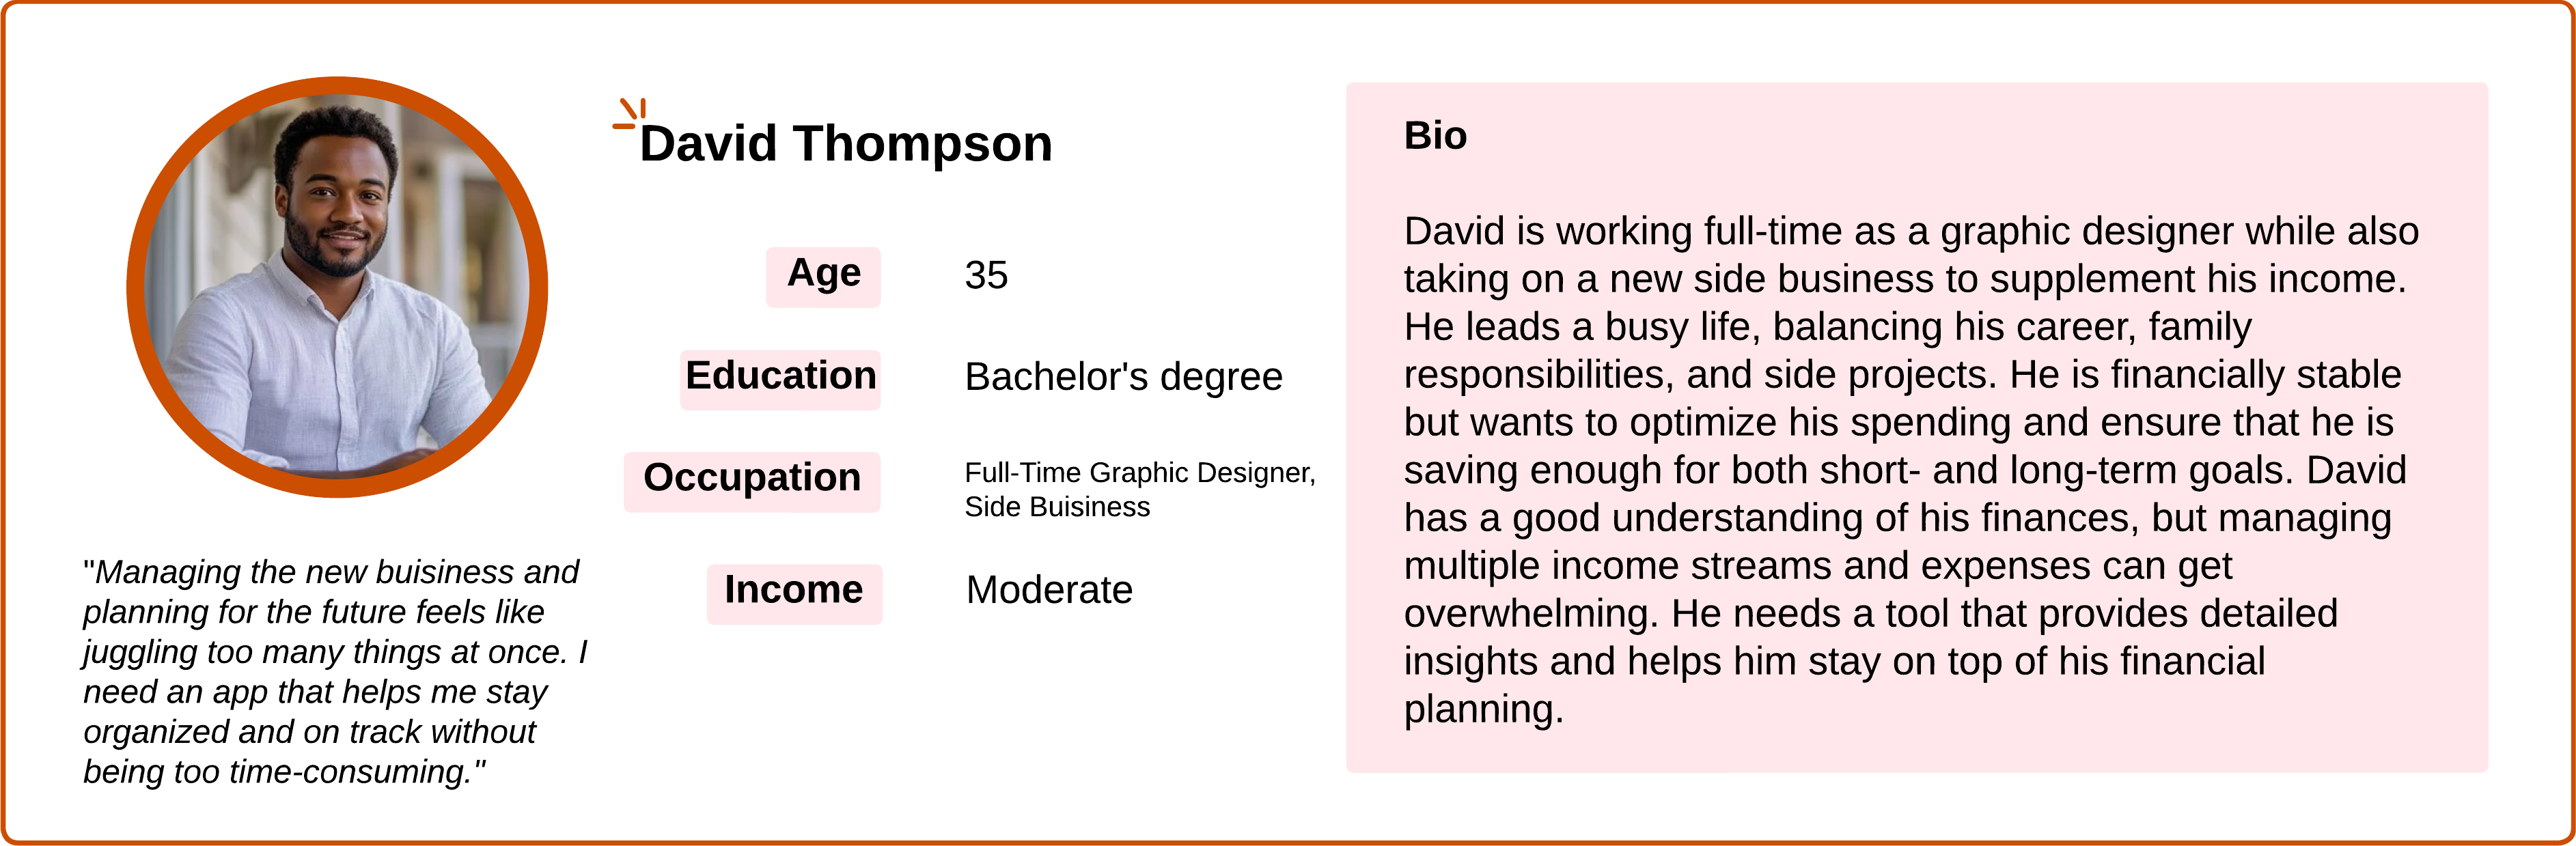 David Thompson
Age
35
Education
Bachelor's degree
Occupation
Full-Time Graphic Designer,
Side Buisiness
Income
Moderate
"Managing the new buisiness and
planning for the future feels like
juggling too many things at once. I
need an app that helps me stay
organized and on track without
being too time-consuming."
Bio
David is working full-time as a graphic designer while also
taking on a new side business to supplement his income.
He leads a busy life, balancing his career, family
responsibilities, and side projects. He is financially stable
but wants to optimize his spending and ensure that he is
saving enough for both short- and long-term goals. David
has a good understanding of his finances, but managing
multiple income streams and expenses can get
overwhelming. He needs a tool that provides detailed
insights and helps him stay on top of his financial
planning.